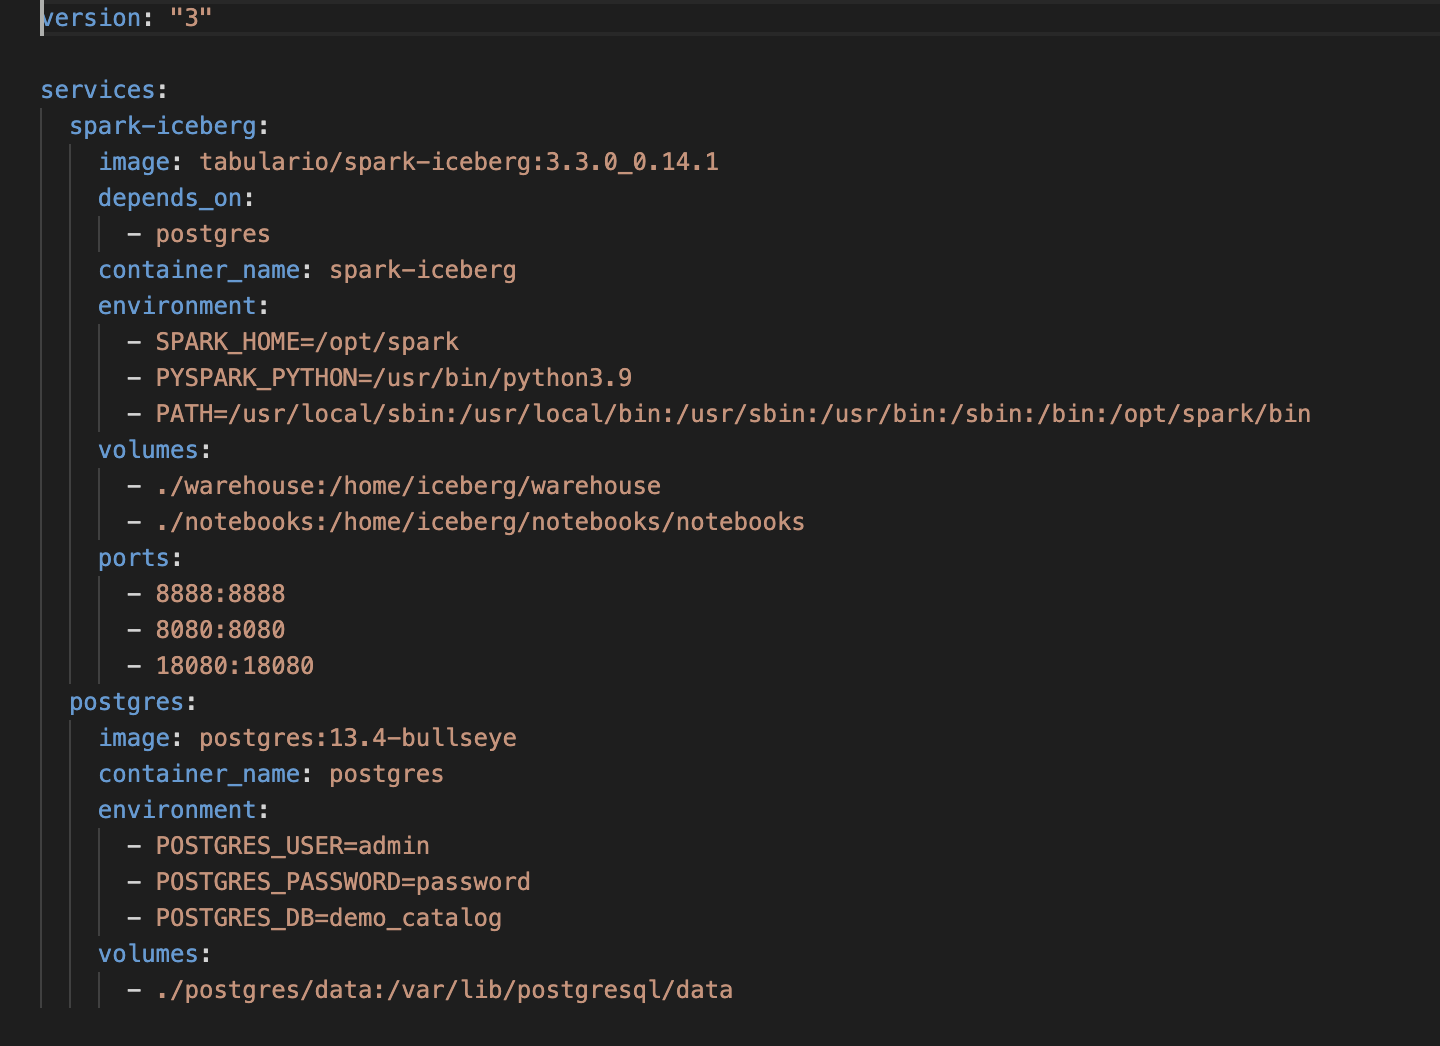 version: "3"
services:
spark-iceberg:
image: tabulario/spark-iceberg:3.3.0_0.14.1
depends_on:
- postgres
container_name: spark-iceberg
environment:
- SPARK_HOME=/opt/spark
- PYSPARK_PYTHON=/usr/bin/python3.9
- PATH=/usr/local/sbin:/usr/local/bin:/usr/sbin:/usr/bin:/sbin:/bin:/opt/spark/bin
volumes:
- ./warehouse:/home/iceberg/warehouse
- ./notebooks:/home/iceberg/notebooks/notebooks
ports:
- 8888:8888
- 8080:8080
- 18080:18080
postgres:
image: postgres:13.4-bullseye
container_name: postgres
environment:
- POSTGRES_USER=admin
- POSTGRES_PASSWORD=password
- POSTGRES_DB=demo_catalog
volumes:
- ./postgres/data:/var/lib/postgresql/data